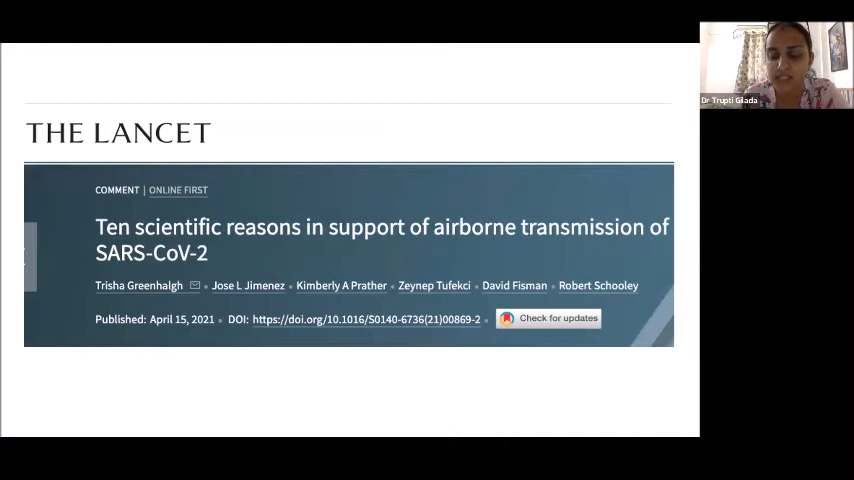 THE LANCET
COMMENT | ONLINE FIRST
Ten scientific reasons in support of airborne transmission of
SARS-CoV-2
Trisha Greenhalgh • Jose L Jimenez • Kimberly A Prather • Zeynep Tufekci • David Fisman • Robert Schooley
Published: April 15, 2021 • DOI: https://doi.org/10.1016/S0140-6736(21)00869-2 • Check for updates
Dr Trupti Gilada